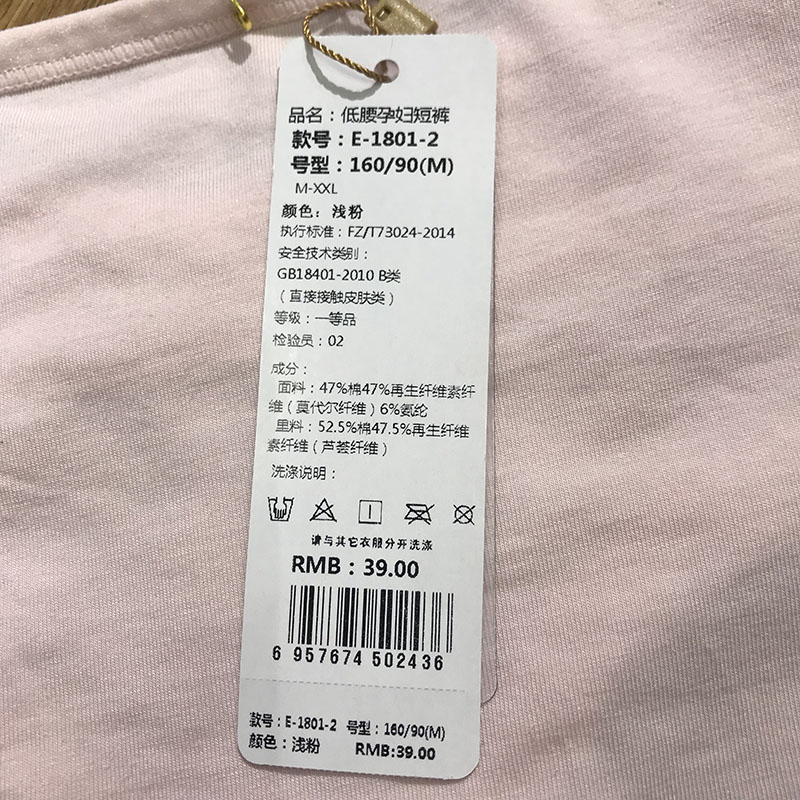 品名：低腰孕妇短裤
款号：E-1801-2
号型：160/90(M)
M-XXL
颜色：浅粉
执行标准：FZ/T73024-2014
安全技术类别：
GB18401-2010 B类
（直接接触皮肤类）
等级：一等品
检验员：02
成分：
面料：47%棉47%再生纤维素纤
维（莫代尔纤维）6%氨纶
里料：52.5%棉47.5%再生纤维
素纤维（芦荟纤维）
洗涤说明：
请与其它衣服分开洗涤
RMB：39.00
6 957674 502436
款号：E-1801-2 号型：160/90(M)
颜色：浅粉 RMB:39.00